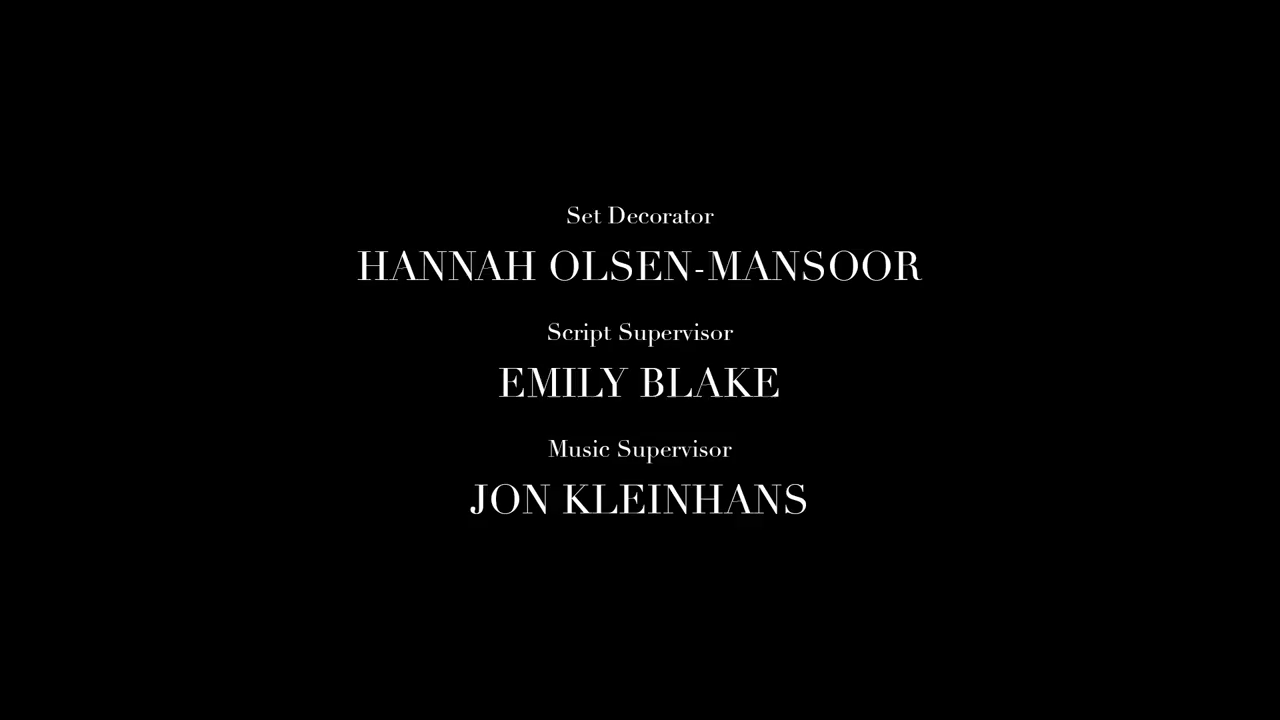 Set Decorator
HANNAH OLSEN-MANSOOR
Script Supervisor
EMILY BLAKE
Music Supervisor
JON KLEINHANS